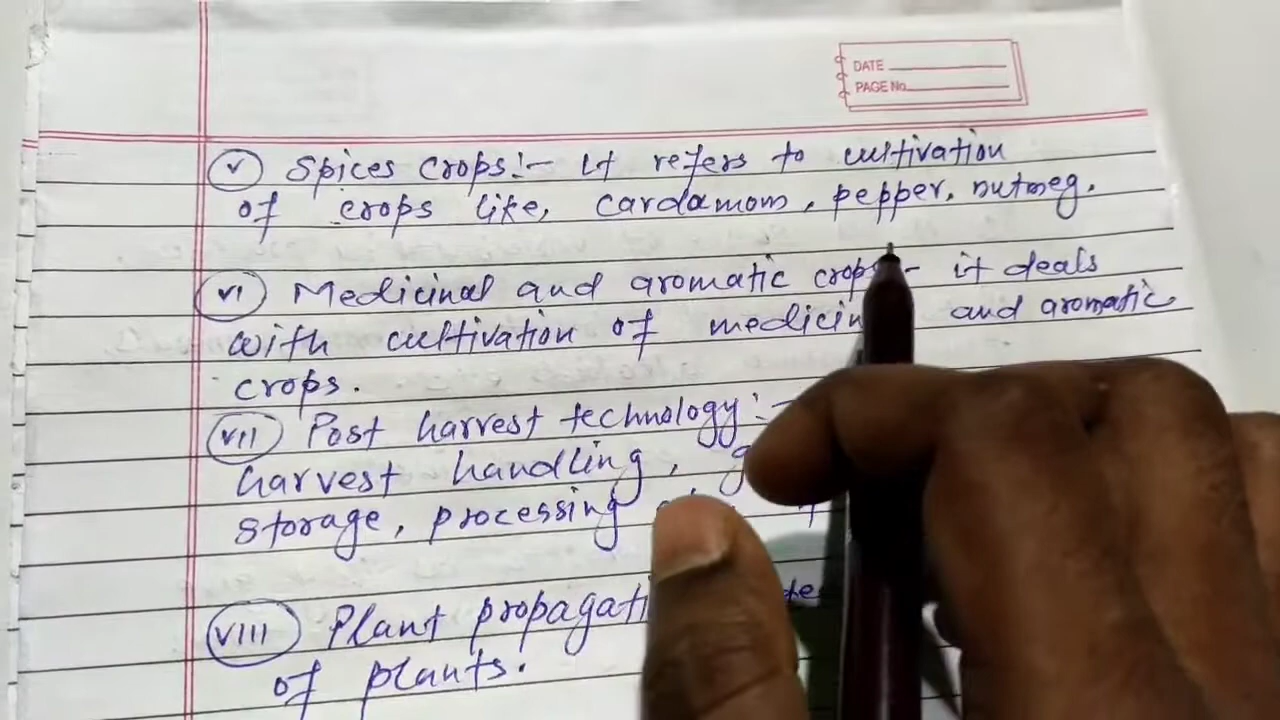 DATE
PAGE No.
v Spices crops:- It refers to cultivation
of crops like, cardamom, pepper, nutmeg.
vi Medicinal and aromatic crops- it deals
with cultivation of and aromatic
crops.
vii Post harvest technology:-
harvest handling,
storage, processing
viii Plant
of plants.